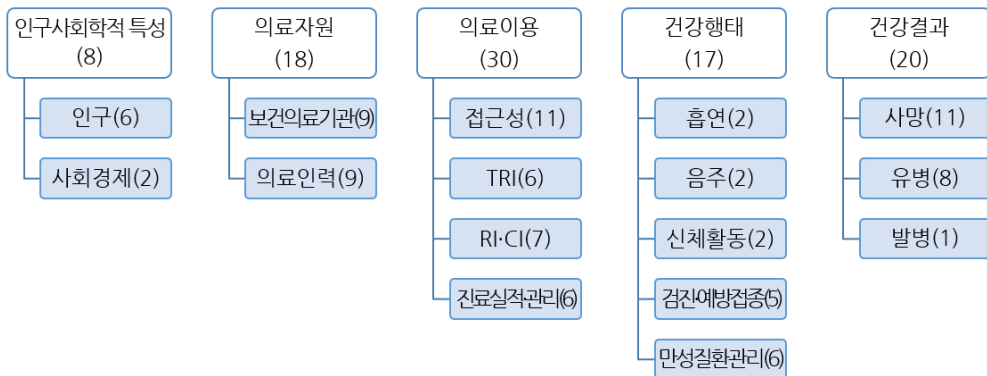 인구사회학적 특성
(8)
인구(6)
사회경제(2)
의료자원
(18)
보건의료기관(9)
의료인력(9)
의료이용
(30)
접근성(11)
TRI(6)
RI·CI(7)
진료실적·관리(6)
건강행태
(17)
흡연(2)
음주(2)
신체활동(2)
검진·예방접종(5)
만성질환관리(6)
건강결과
(20)
사망(11)
유병(8)
발병(1)